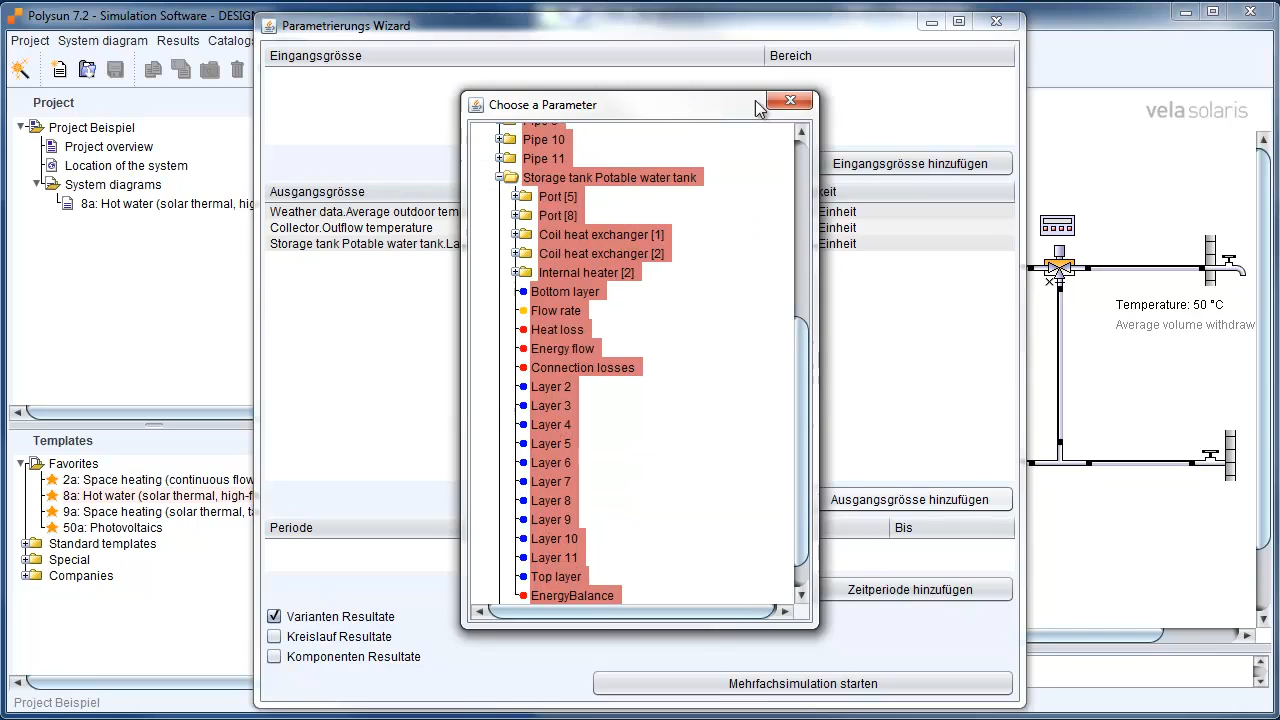 Polysun 7.2 - Simulation Software - DESIG
Project System diagram Results Catalog
Project
Project Beispiel
Project overview
Location of the system
System diagrams
8a: Hot water (solar thermal, hig
Templates
Favorites
2a: Space heating (continuous flow
8a: Hot water (solar thermal, high-f
9a: Space heating (solar thermal, ta
50a: Photovoltaics
Standard templates
Special
Companies
Project Beispiel
Parametrierungs Wizard
Eingangsgrösse Bereich
Eingangsgrösse hinzufügen
Ausgangsgrösse keit
Weather data.Average outdoor tem Einheit
Collector.Outflow temperature Einheit
Storage tank Potable water tank.La Einheit
Ausgangsgrösse hinzufügen
Periode Bis
Zeitperiode hinzufügen
Varianten Resultate
Kreislauf Resultate
Komponenten Resultate
Mehrfachsimulation starten
Choose a Parameter
Pipe 10
Pipe 11
Storage tank Potable water tank
Port [5]
Port [8]
Coil heat exchanger [1]
Coil heat exchanger [2]
Internal heater [2]
Bottom layer
Flow rate
Heat loss
Energy flow
Connection losses
Layer 2
Layer 3
Layer 4
Layer 5
Layer 6
Layer 7
Layer 8
Layer 9
Layer 10
Layer 11
Top layer
EnergyBalance
vela solaris
Temperature: 50 °C
Average volume withdraw